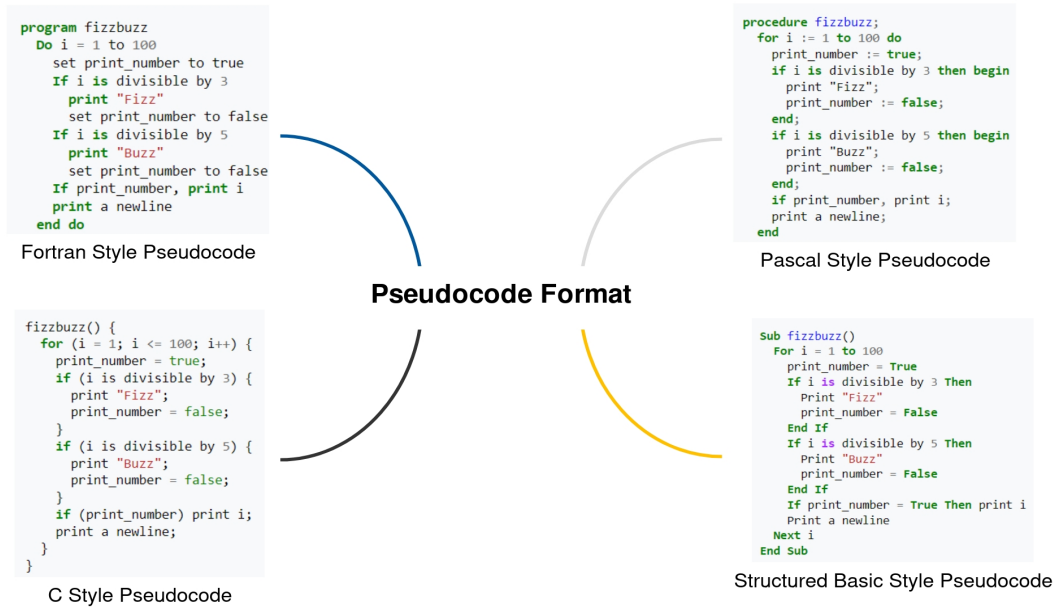 program fizzbuzz
  Do i = 1 to 100
    set print_number to true
    If i is divisible by 3
      print "Fizz"
      set print_number to false
    If i is divisible by 5
      print "Buzz"
      set print_number to false
    If print_number, print i
    print a newline
  end do
Fortran Style Pseudocode
procedure fizzbuzz;
  for i := 1 to 100 do
    print_number := true;
    if i is divisible by 3 then begin
      print "Fizz";
      print_number := false;
    end;
    if i is divisible by 5 then begin
      print "Buzz";
      print_number := false;
    end;
    if print_number, print i;
    print a newline;
  end
Pascal Style Pseudocode
Pseudocode Format
fizzbuzz() {
  for (i = 1; i <= 100; i++) {
    print_number = true;
    if (i is divisible by 3) {
      print "Fizz";
      print_number = false;
    }
    if (i is divisible by 5) {
      print "Buzz";
      print_number = false;
    }
    if (print_number) print i;
    print a newline;
  }
}
C Style Pseudocode
Sub fizzbuzz()
  For i = 1 to 100
    print_number = True
    If i is divisible by 3 Then
      Print "Fizz"
      print_number = False
    End If
    If i is divisible by 5 Then
      Print "Buzz"
      print_number = False
    End If
    If print_number = True Then print i
    Print a newline
  Next i
End Sub
Structured Basic Style Pseudocode